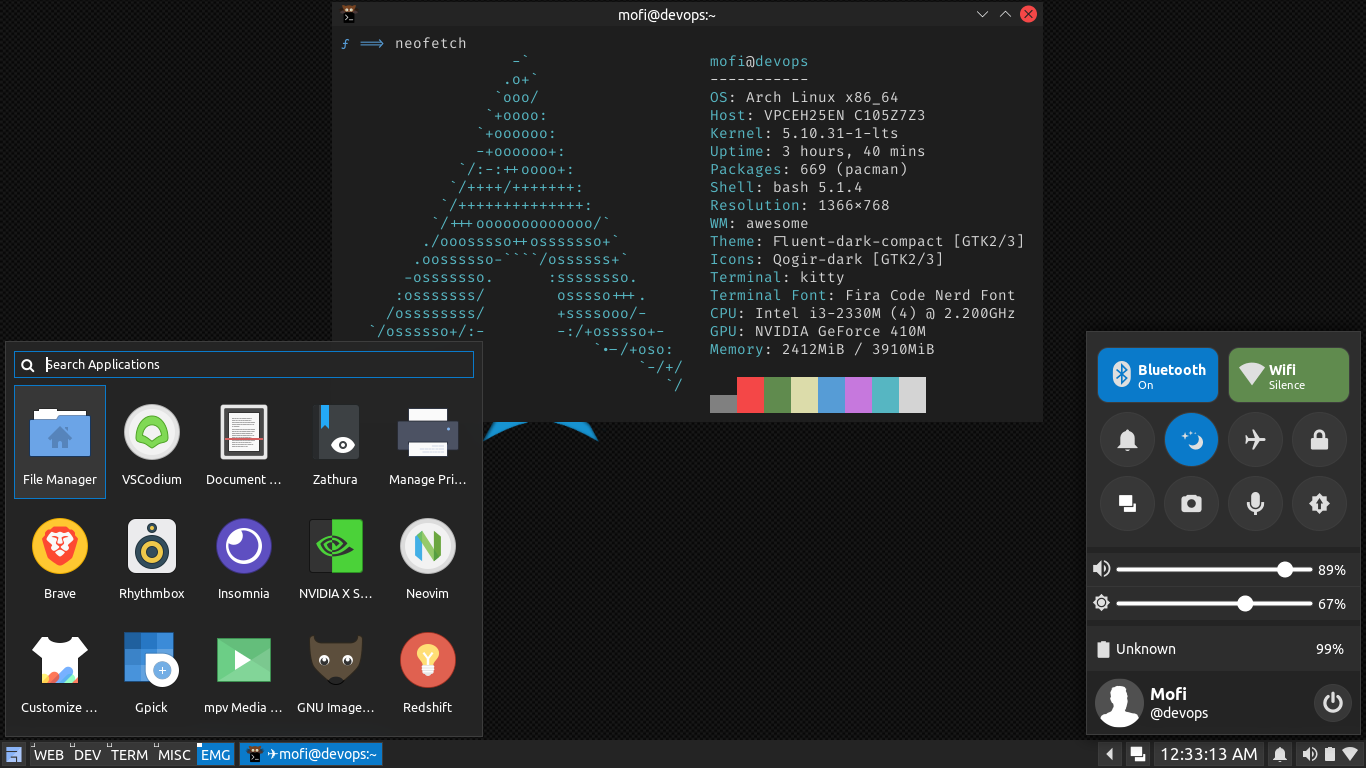 mofi@devops:~
ƒ ==> neofetch
-`
.o+`
`ooo/
`+oooo:
`+oooooo:
-+oooooo+:
`/:-:++oooo+:
`/++++/+++++++:
`/++++++++++++++:
`/+++ooooooooooooo/`
./ooosssso++osssssso+`
.oossssso-````/ossssss+`
-osssssso.      :ssssssso.
:osssssss/        osssso+++.
/ossssssss/        +ssssooo/-
`/ossssso+/:-        -:/+osssso+-
`•-/+oso:
`-/+/
`/
mofi@devops
-----------
OS: Arch Linux x86_64
Host: VPCEH25EN C105Z7Z3
Kernel: 5.10.31-1-lts
Uptime: 3 hours, 40 mins
Packages: 669 (pacman)
Shell: bash 5.1.4
Resolution: 1366×768
WM: awesome
Theme: Fluent-dark-compact [GTK2/3]
Icons: Qogir-dark [GTK2/3]
Terminal: kitty
Terminal Font: Fira Code Nerd Font
CPU: Intel i3-2330M (4) @ 2.200GHz
GPU: NVIDIA GeForce 410M
Memory: 2412MiB / 3910MiB
Search Applications
File Manager VSCodium Document ... Zathura Manage Pri...
Brave Rhythmbox Insomnia NVIDIA X S... Neovim
Customize ... Gpick mpv Media ... GNU Image... Redshift
Bluetooth
On
Wifi
Silence
89%
67%
Unknown 99%
Mofi
@devops
WEB DEV TERM MISC EMG ✈mofi@devops:~ 12:33:13 AM